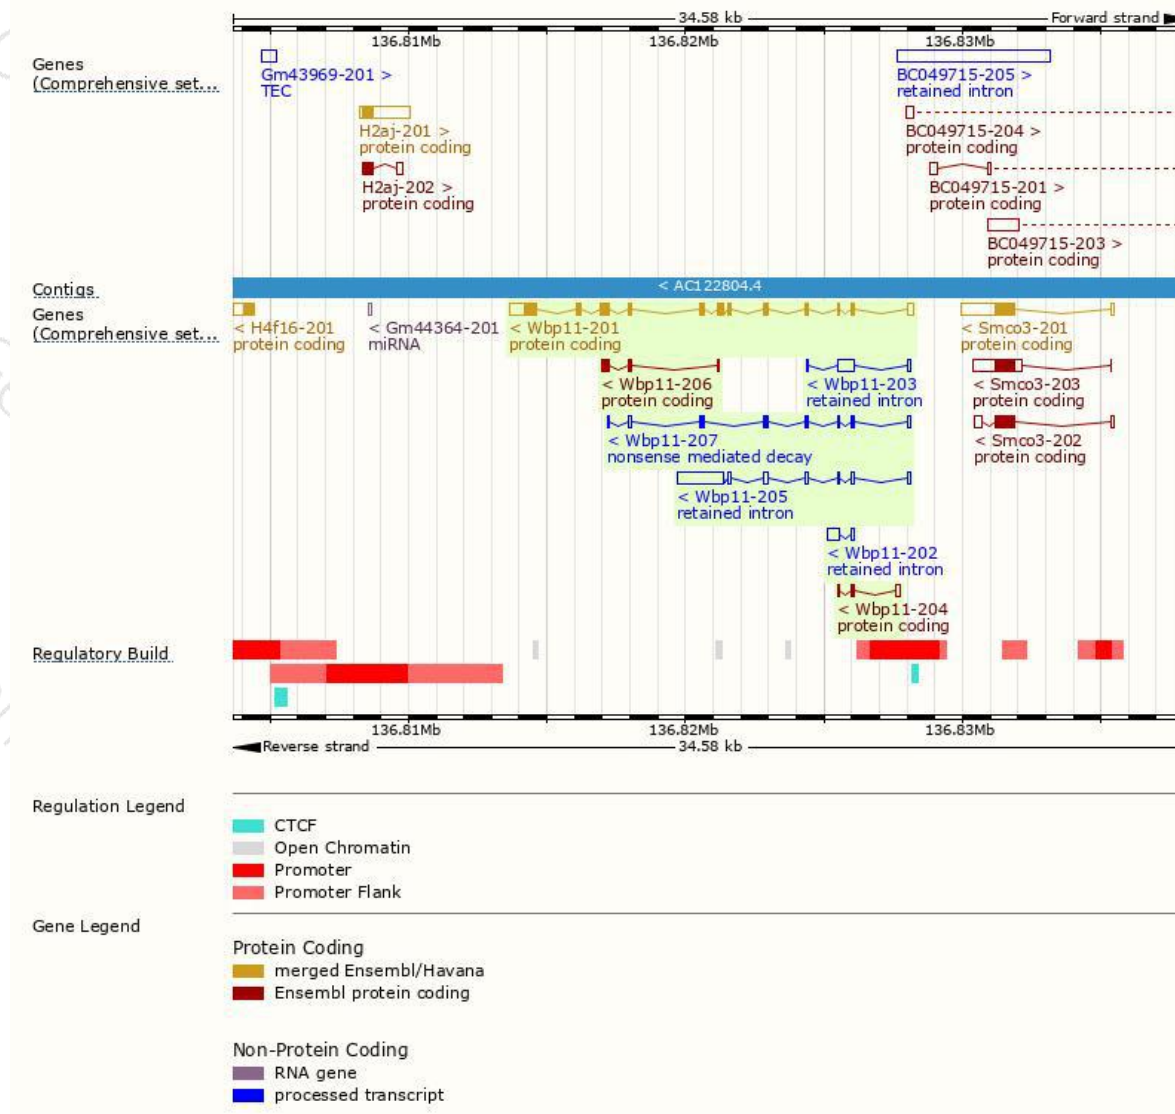 34.58 kb
Forward strand
136.81Mb
136.82Mb
136.83Mb
Genes
(Comprehensive set...
Gm43969-201 >
TEC
BC049715-205 >
retained intron
H2aj-201 >
protein coding
BC049715-204 >
protein coding
H2aj-202 >
protein coding
BC049715-201 >
protein coding
BC049715-203 >
protein coding
Contigs
< AC122804.4
Genes
(Comprehensive set...
< H4f16-201
protein coding
< Gm44364-201
miRNA
< Wbp11-201
protein coding
< Smco3-201
protein coding
< Wbp11-206
protein coding
< Wbp11-203
retained intron
< Smco3-203
protein coding
< Wbp11-207
nonsense mediated decay
< Smco3-202
protein coding
< Wbp11-205
retained intron
< Wbp11-202
retained intron
< Wbp11-204
protein coding
Regulatory Build
136.81Mb
136.82Mb
136.83Mb
Reverse strand
34.58 kb
Regulation Legend
CTCF
Open Chromatin
Promoter
Promoter Flank
Gene Legend
Protein Coding
merged Ensembl/Havana
Ensembl protein coding
Non-Protein Coding
RNA gene
processed transcript